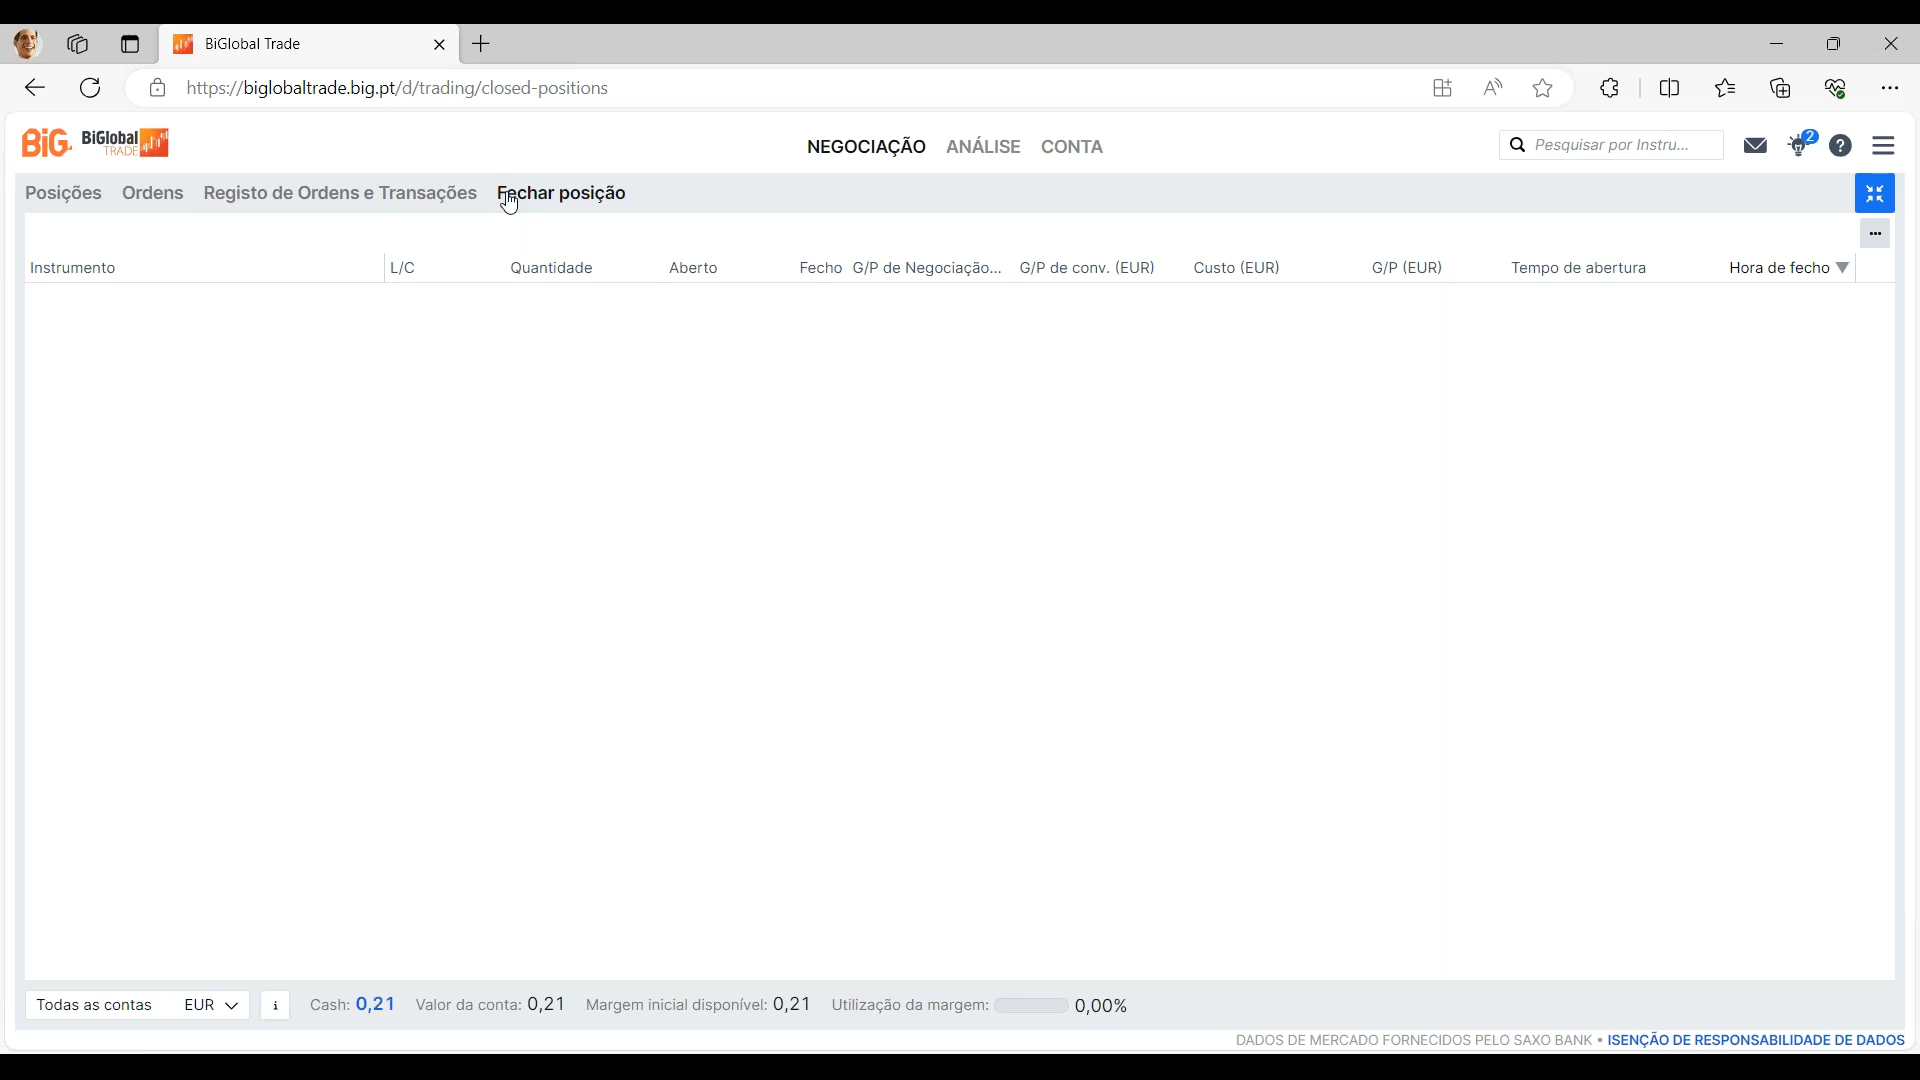 BiGlobal Trade
https://biglobaltrade.big.pt/d/trading/closed-positions
BiG. BiGlobal TRADE
NEGOCIAÇÃO ANÁLISE CONTA
Pesquisar por Instru...
2
?
Posições Ordens Registo de Ordens e Transações Fechar posição
Instrumento L/C Quantidade Aberto Fecho G/P de Negociação... G/P de conv. (EUR) Custo (EUR) G/P (EUR) Tempo de abertura Hora de fecho
Todas as contas EUR i Cash: 0,21 Valor da conta: 0,21 Margem inicial disponível: 0,21 Utilização da margem: 0,00%
DADOS DE MERCADO FORNECIDOS PELO SAXO BANK • ISENÇÃO DE RESPONSABILIDADE DE DADOS